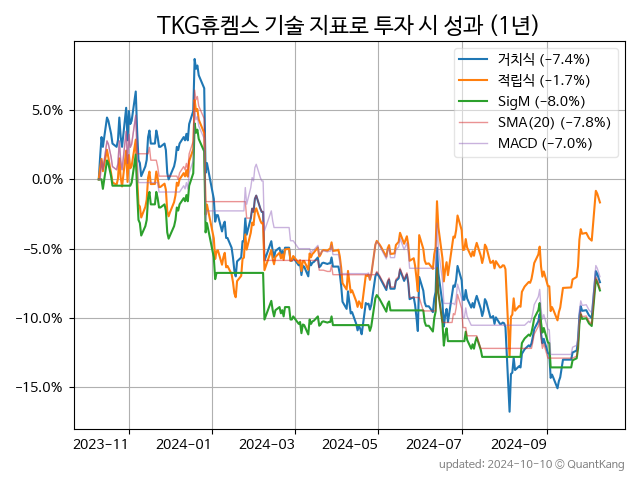 TKG휴켐스 기술 지표로 투자 시 성과 (1년)
거치식 (−7.4%)
적립식 (−1.7%)
SigM (−8.0%)
SMA(20) (−7.8%)
MACD (−7.0%)
5.0%
0.0%
−5.0%
−10.0%
−15.0%
2023-11 2024-01 2024-03 2024-05 2024-07 2024-09
updated: 2024-10-10 @ QuantKang